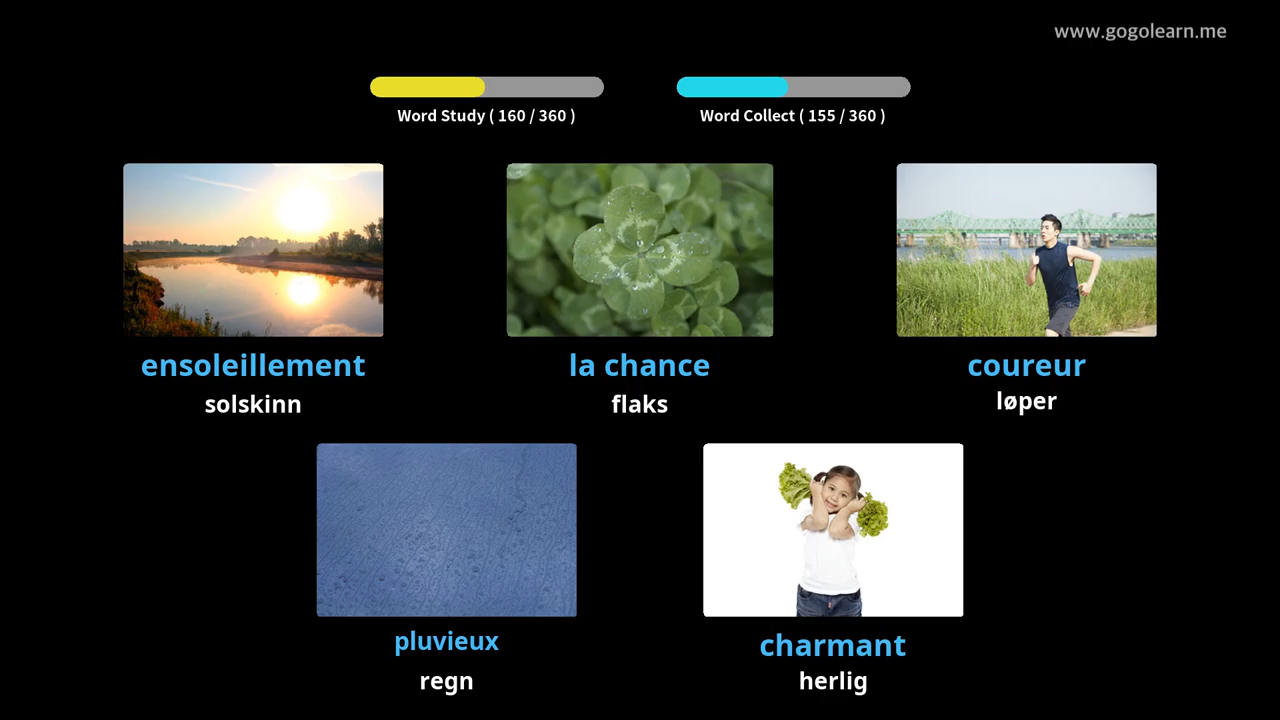 www.gogolearn.me
Word Study ( 160 / 360 )
Word Collect ( 155 / 360 )
ensoleillement
solskinn
la chance
flaks
coureur
løper
pluvieux
regn
charmant
herlig